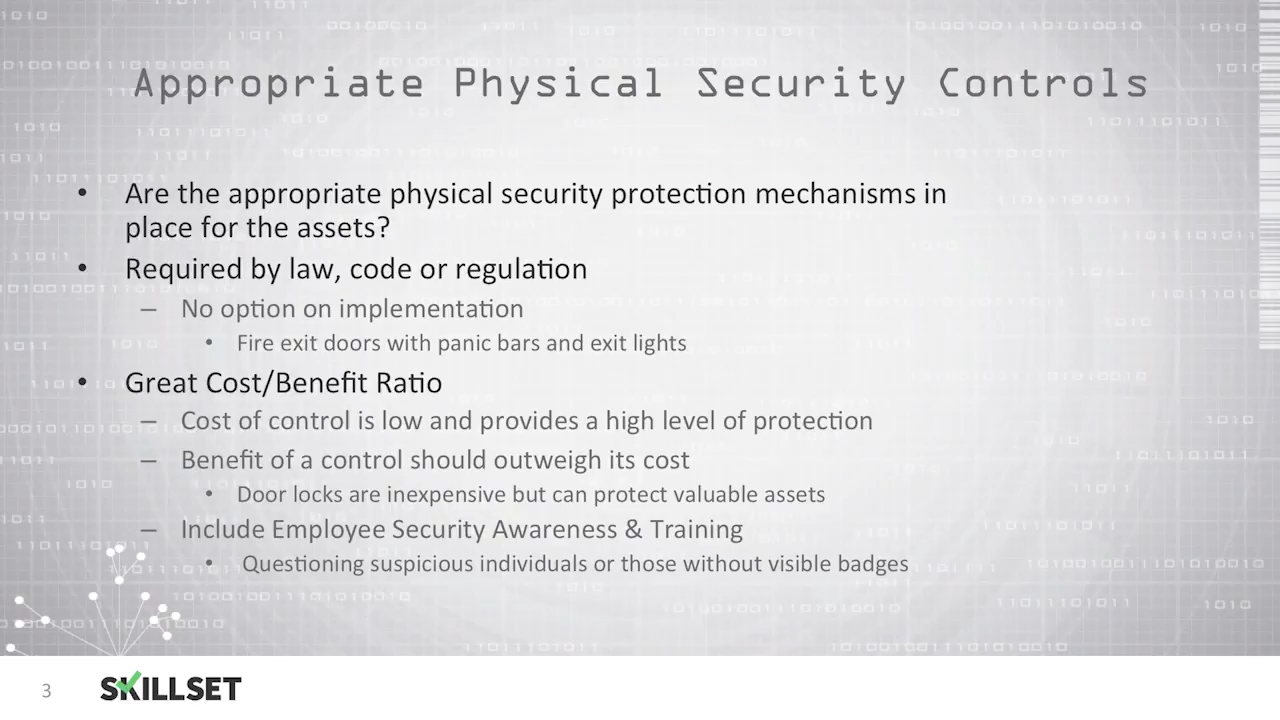 Appropriate Physical Security Controls
• Are the appropriate physical security protection mechanisms in
place for the assets?
• Required by law, code or regulation
– No option on implementation
• Fire exit doors with panic bars and exit lights
• Great Cost/Benefit Ratio
– Cost of control is low and provides a high level of protection
– Benefit of a control should outweigh its cost
• Door locks are inexpensive but can protect valuable assets
– Include Employee Security Awareness & Training
• Questioning suspicious individuals or those without visible badges
3
SKILLSET